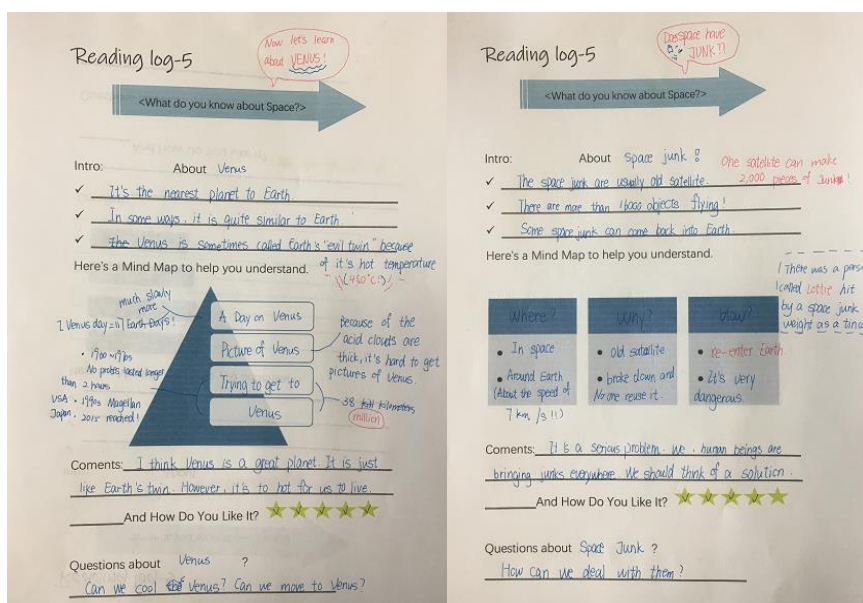 Reading log-5
Now let's learn
about VENUS!
<What do you know about Space?>
Intro: About Venus
✓ It's the nearest planet to Earth
✓ In some ways, it is quite similar to Earth
✓ the Venus is sometimes called Earth's "evil twin" because
of it's hot temperature
(460°C!)
Here's a Mind Map to help you understand.
much slowly
more
1 Venus day = 117 Earth Days!
A Day on Venus
Picture of Venus
Trying to get to
Venus
Because of the
acid clouds are
thick, it's hard to get
pictures of Venus.
No probes lasted longer
than 2 hours
USA • 1990s Magellan
Japan • 2015 reached!
38 kilometers
million
Coments: I think Venus is a great planet. It is just
like Earth's twin. However, it's to hot for us to live.
And How Do You Like It?
Questions about Venus ?
Can we cool Venus? Can we move to Venus?
Reading log-5
Does space have
JUNK?!
<What do you know about Space?>
Intro: About Space junk!
One satellite can make
2,000 pieces of Junk!
✓ The space junk are usually old satellite.
✓ There are more than 16000 objects flying!
✓ Some space junk can come back into Earth.
Here's a Mind Map to help you understand.
There was a person
called Lottie hit
by a space junk
weight as a tina
Where?
• In space
• Around Earth
(About the speed of
7 km/s!!)
Why?
• old satellite
• broke down and
No one reuse it.
How?
• re-enter Earth.
• It's very
dangerous.
Coments: It is a serious problem. We, human beings are
bringing junks everywhere. We should think of a solution.
And How Do You Like It?
Questions about Space Junk ?
How can we deal with them?